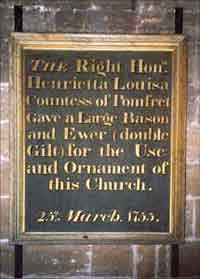 THE Right Honle.
Henrietta Louisa
Countess of Pomfret
Gave a Large Bason
and Ewer (double
Gilt) for the Use
and Ornament of
this Church.
25. March. 1755.